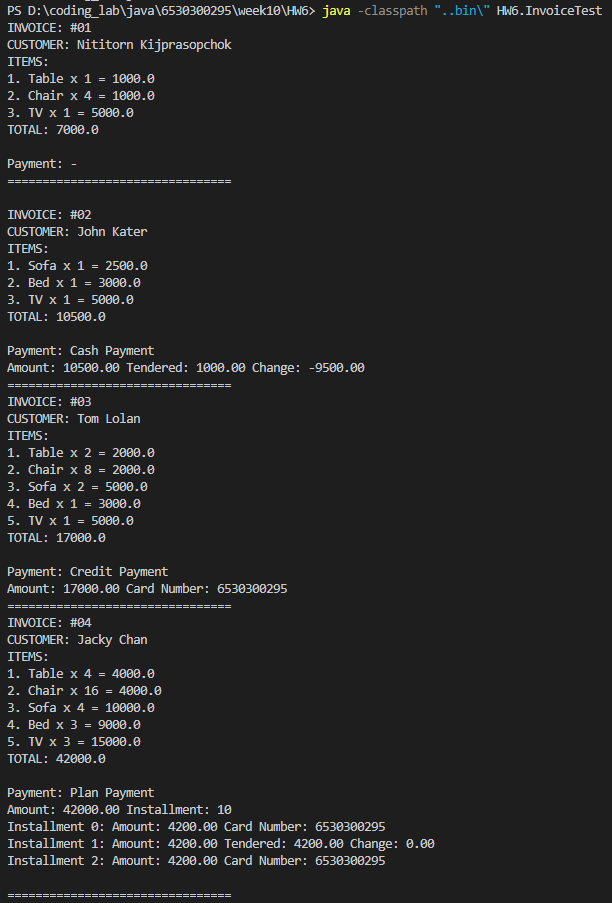 PS D:\coding_lab\java\6530300295\week10\HW6> java -classpath "..bin\" HW6.InvoiceTest
INVOICE: #01
CUSTOMER: Nititorn Kijprasopchok
ITEMS:
1. Table x 1 = 1000.0
2. Chair x 4 = 1000.0
3. TV x 1 = 5000.0
TOTAL: 7000.0
Payment: -
================================
INVOICE: #02
CUSTOMER: John Kater
ITEMS:
1. Sofa x 1 = 2500.0
2. Bed x 1 = 3000.0
3. TV x 1 = 5000.0
TOTAL: 10500.0
Payment: Cash Payment
Amount: 10500.00 Tendered: 1000.00 Change: -9500.00
================================
INVOICE: #03
CUSTOMER: Tom Lolan
ITEMS:
1. Table x 2 = 2000.0
2. Chair x 8 = 2000.0
3. Sofa x 2 = 5000.0
4. Bed x 1 = 3000.0
5. TV x 1 = 5000.0
TOTAL: 17000.0
Payment: Credit Payment
Amount: 17000.00 Card Number: 6530300295
================================
INVOICE: #04
CUSTOMER: Jacky Chan
ITEMS:
1. Table x 4 = 4000.0
2. Chair x 16 = 4000.0
3. Sofa x 4 = 10000.0
4. Bed x 3 = 9000.0
5. TV x 3 = 15000.0
TOTAL: 42000.0
Payment: Plan Payment
Amount: 42000.00 Installment: 10
Installment 0: Amount: 4200.00 Card Number: 6530300295
Installment 1: Amount: 4200.00 Tendered: 4200.00 Change: 0.00
Installment 2: Amount: 4200.00 Card Number: 6530300295
================================